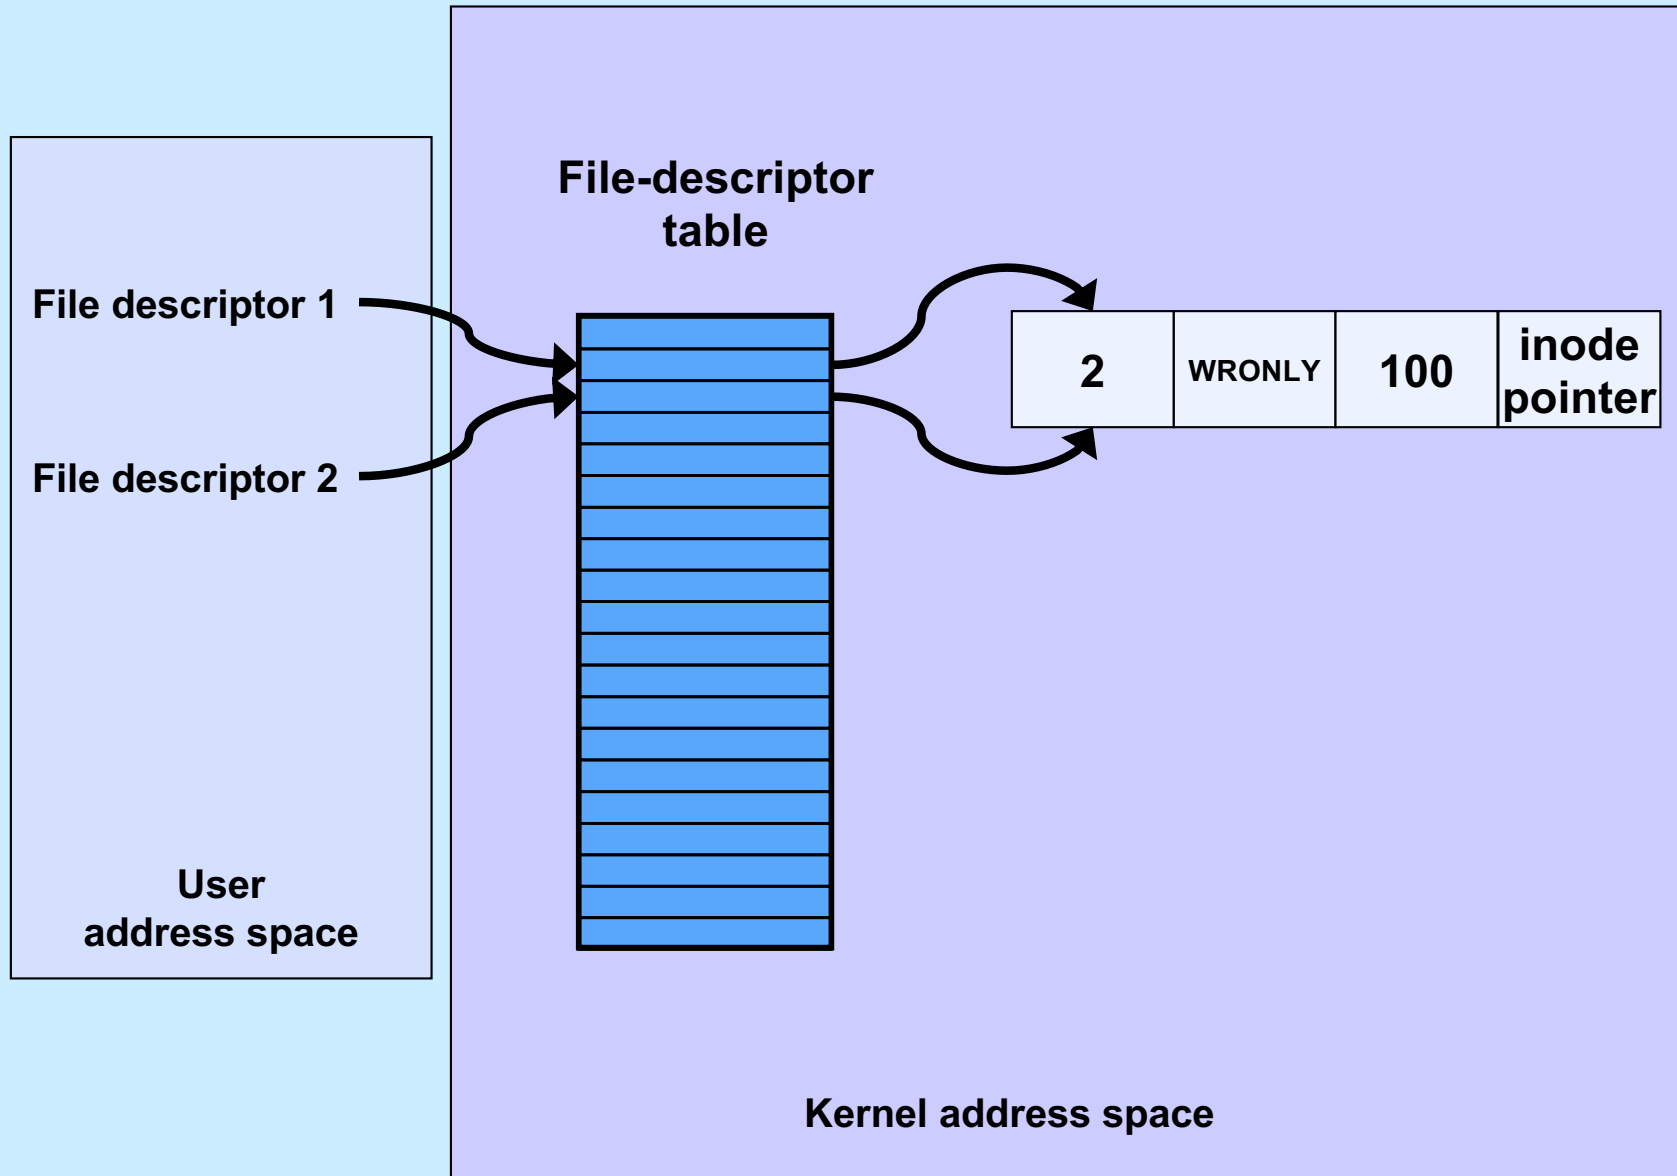 File-descriptor
table
File descriptor 1
File descriptor 2
2
WRONLY
100
inode
pointer
User
address space
Kernel address space